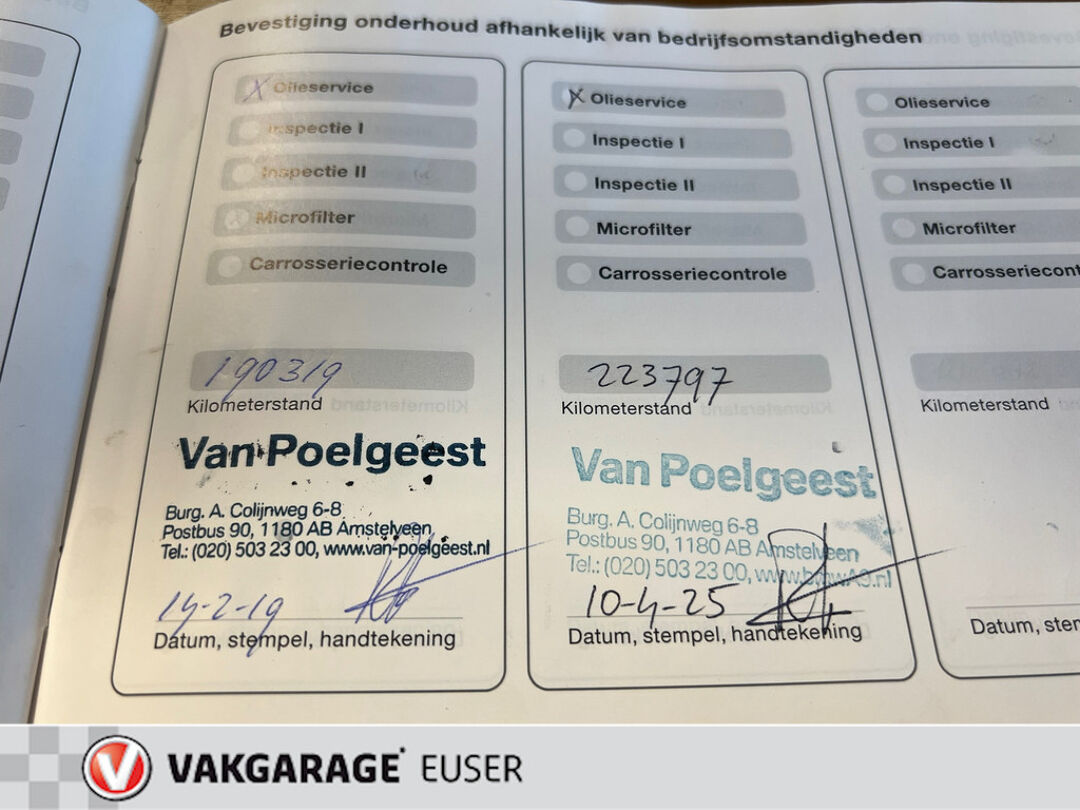 Bevestiging onderhoud afhankelijk van bedrijfsomstandigheden
X Olieservice
Inspectie I
Inspectie II
Microfilter
Carrosseriecontrole
190319
Kilometerstand
Van Poelgeest
Burg. A. Colijnweg 6-8
Postbus 90, 1180 AB Amstelveen
Tel.: (020) 503 23 00, www.van-poelgeest.nl
14-2-19
Datum, stempel, handtekening
X Olieservice
Inspectie I
Inspectie II
Microfilter
Carrosseriecontrole
223797
Kilometerstand
Van Poelgeest
Burg. A. Colijnweg 6-8
Postbus 90, 1180 AB Amstelveen
Tel.: (020) 503 23 00,
10-4-25
Datum, stempel, handtekening
Olieservice
Inspectie I
Inspectie II
Microfilter
Carrosseriecont
Kilometerstand
Datum, sten
VAKGARAGE EUSER